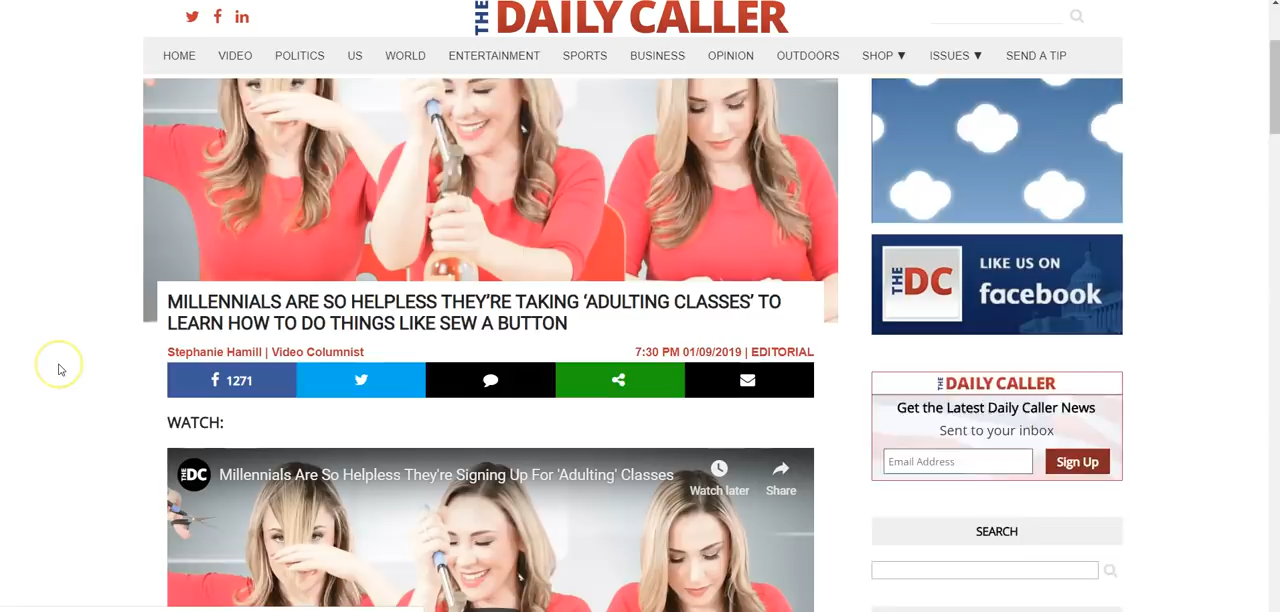 THE DAILY CALLER
HOME VIDEO POLITICS US WORLD ENTERTAINMENT SPORTS BUSINESS OPINION OUTDOORS SHOP ▼ ISSUES ▼ SEND A TIP
MILLENNIALS ARE SO HELPLESS THEY’RE TAKING ‘ADULTING CLASSES’ TO
LEARN HOW TO DO THINGS LIKE SEW A BUTTON
Stephanie Hamill | Video Columnist
7:30 PM 01/09/2019 | EDITORIAL
1271
WATCH:
THE DC
Millennials Are So Helpless They're Signing Up For 'Adulting' Classes
Watch later
Share
THE DC
LIKE US ON
facebook
THE DAILY CALLER
Get the Latest Daily Caller News
Sent to your inbox
Email Address
Sign Up
SEARCH